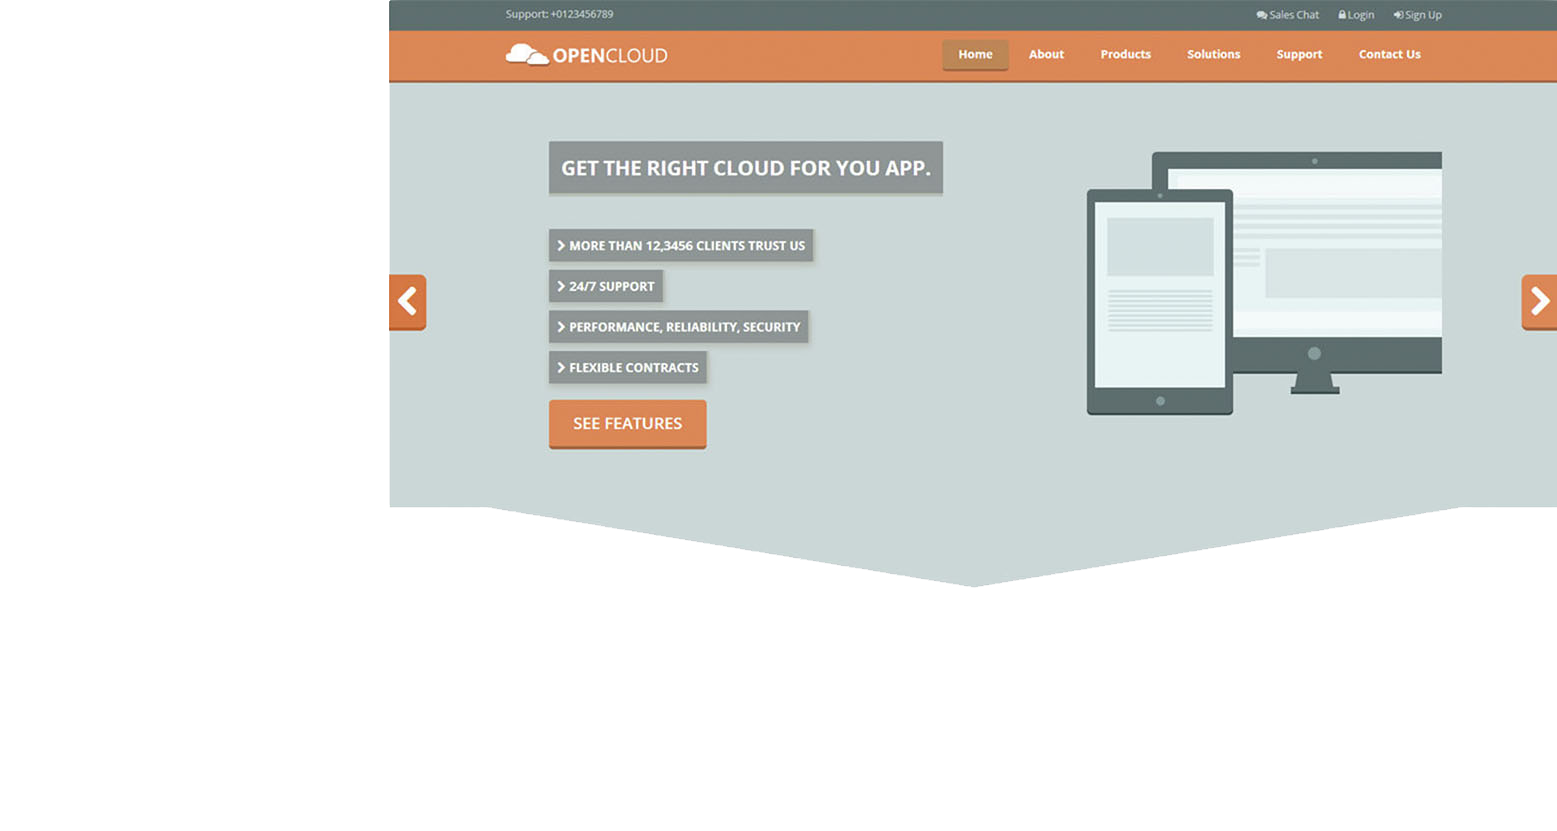 Support: +0123456789
Sales Chat Login Sign Up
OPENCLOUD
Home About Products Solutions Support Contact Us
GET THE RIGHT CLOUD FOR YOU APP.
MORE THAN 12,3456 CLIENTS TRUST US
24/7 SUPPORT
PERFORMANCE, RELIABILITY, SECURITY
FLEXIBLE CONTRACTS
SEE FEATURES